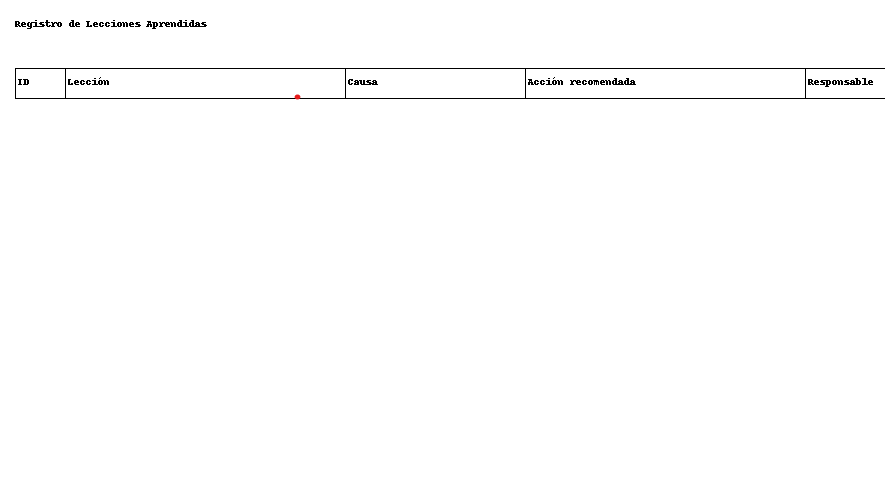 Registro de Lecciones Aprendidas
ID Lección Causa Acción recomendada Responsable